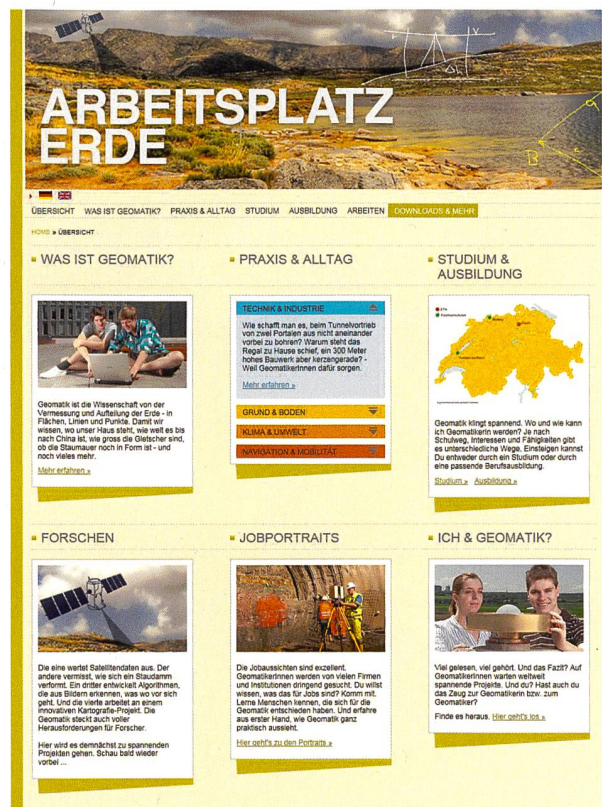 ARBEITSPLATZ
ERDE
ÜBERSICHT WAS IST GEOMATIK? PRAXIS & ALLTAG STUDIUM AUSBILDUNG ARBEITEN DOWNLOADS & MEHR
HOME » ÜBERSICHT
WAS IST GEOMATIK?
Geomatik ist die Wissenschaft von der
Vermessung und Aufteilung der Erde - in
Flächen, Linien und Punkte. Damit wir
wissen, wo unser Haus steht, wie weit es bis
nach China ist, wie gross die Gletscher sind,
ob die Staumauer noch in Form ist - und
noch vieles mehr.
Mehr erfahren »
PRAXIS & ALLTAG
TECHNIK & INDUSTRIE
Wie schafft man es, beim Tunnelvortrieb
von zwei Portalen aus nicht aneinander
vorbei zu bohren? Warum steht das
Regal zu Hause schief, ein 300 Meter
hohes Bauwerk aber kerzengerade? -
Weil GeomatikerInnen dafür sorgen.
Mehr erfahren »
GRUND & BODEN
KLIMA & UMWELT
NAVIGATION & MOBILITÄT
STUDIUM &
AUSBILDUNG
ETH
Fachhochschulen
Geomatik klingt spannend. Wo und wie kann
ich GeomatikerIn werden? Je nach
Schulweg, Interessen und Fähigkeiten gibt
es unterschiedliche Wege. Einsteigen kannst
Du entweder durch ein Studium oder durch
eine passende Berufsausbildung.
Studium » Ausbildung »
FORSCHEN
Die eine wertet Satellitendaten aus. Der
andere vermisst, wie sich ein Staudamm
verformt. Ein dritter entwickelt Algorithmen,
die aus Bildern erkennen, was wo vor sich
geht. Und die vierte arbeitet an einem
innovativen Kartografie-Projekt. Die
Geomatik steckt auch voller
Herausforderungen für Forscher.
Hier wird es demnächst zu spannenden
Projekten gehen. Schau bald wieder
vorbei ...
JOBPORTRAITS
Die Jobaussichten sind exzellent.
GeomatikerInnen werden von vielen Firmen
und Institutionen dringend gesucht. Du willst
wissen, was das für Jobs sind? Komm mit.
Lerne Menschen kennen, die sich für die
Geomatik entschieden haben. Und erfahre
aus erster Hand, wie Geomatik ganz
praktisch aussieht.
Hier geht's zu den Portraits »
ICH & GEOMATIK?
Viel gelesen, viel gehört. Und das Fazit? Auf
GeomatikerInnen warten weltweit
spannende Projekte. Und du? Hast auch du
das Zeug zur Geomatikerin bzw. zum
Geomatiker?
Finde es heraus. Hier geht's los »